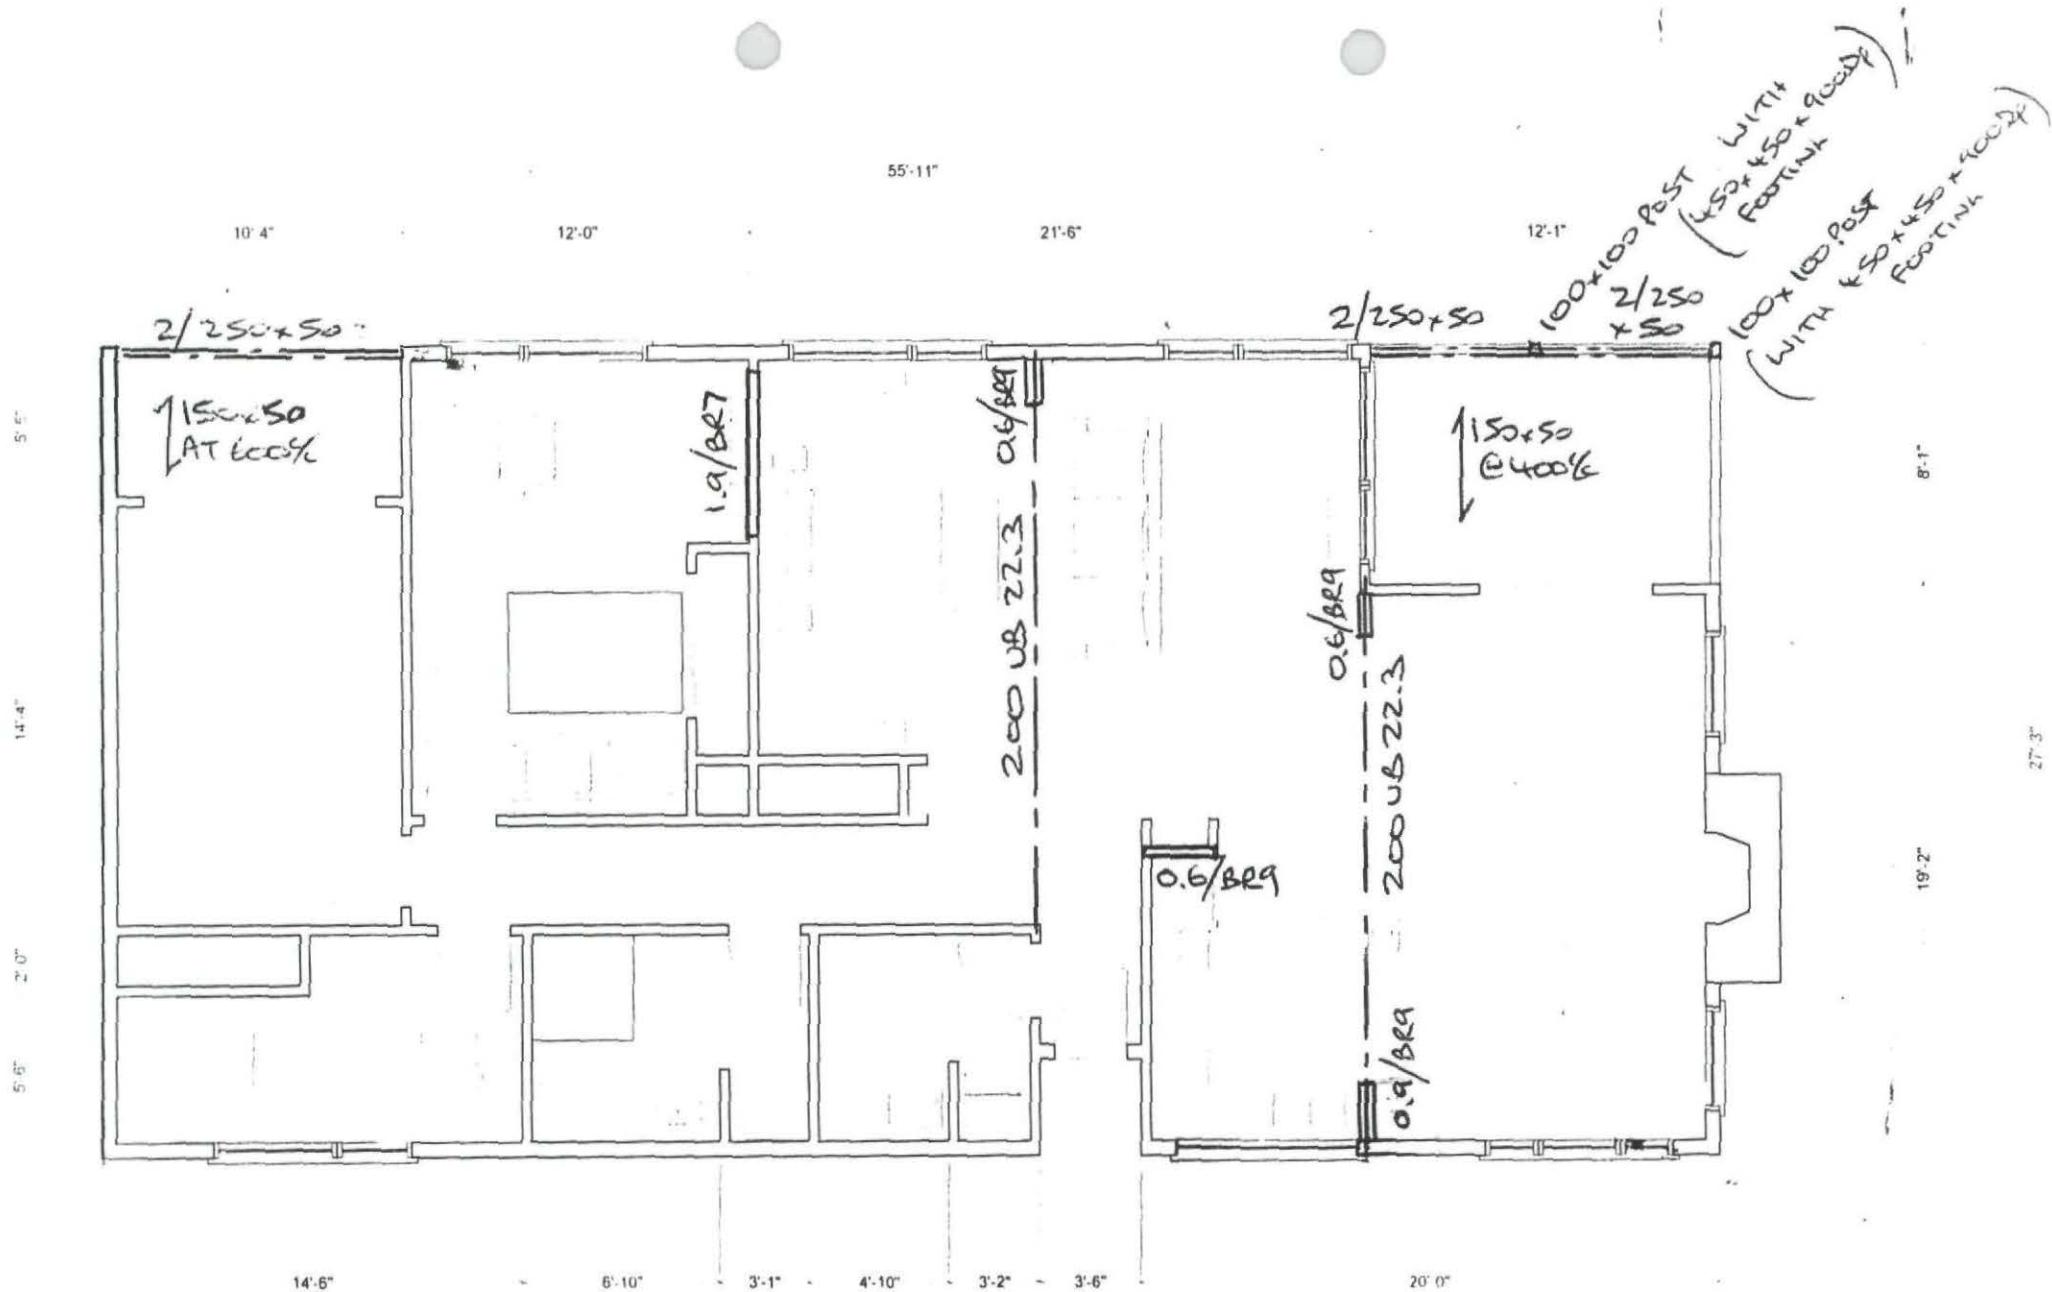 55'-11"
10' 4"
12'-0"
21'-6"
12'-1"
100x100 POST WITH
(450x450x900DP)
FOOTING
100x100 POST
(WITH 450x450x900DP)
FOOTING
2/250x50
2/250x50
2/250
x50
150x50
AT 600%
1.9/BR7
0.6/BR9
200 UB 22.3
150x50
@400%
0.6/BR9
200 UB 22.3
0.6/BR9
0.9/BR9
5' 6"
14'-4"
2' 0"
5' 6"
8'-1"
27' 3"
19'-2"
14'-6"
6'-10"
3'-1"
4'-10"
3'-2"
3'-6"
20' 0"